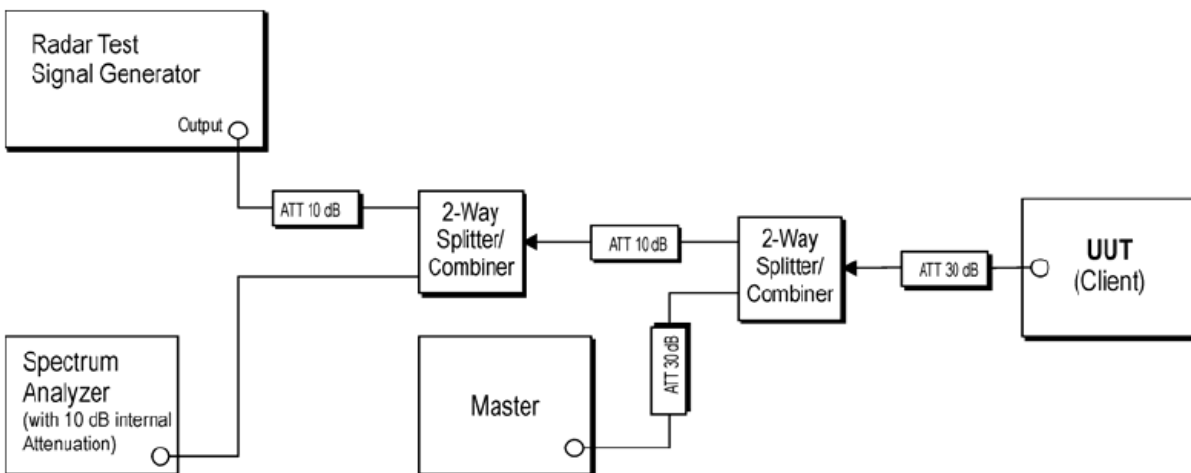 Radar Test
Signal Generator
Output
ATT 10 dB
2-Way
Splitter/
Combiner
ATT 10 dB
2-Way
Splitter/
Combiner
ATT 30 dB
UUT
(Client)
Spectrum
Analyzer
(with 10 dB internal
Attenuation)
Master
ATT 30 dB